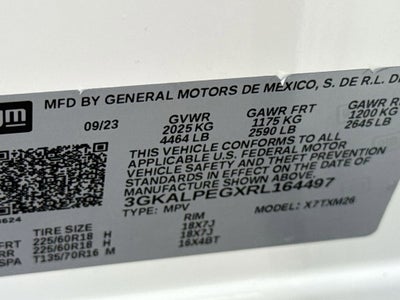 gm MFD BY GENERAL MOTORS DE MEXICO, S. DE R.L. DE
09/23 GVWR GAWR FRT GAWR
2025 KG 1175 KG 1200 KG
4464 LB 2590 LB 2645 LB
THIS VEHICLE CONFORMS TO ALL
APPLICABLE U.S. FEDERAL MOTOR
VEHICLE SAFETY AND THEFT PREVENTION
STANDARDS IN EFFECT ON THE DATE OF
MANUFACTURE SHOWN ABOVE.
3GKALPEGXRL164497
TYPE: MPV MODEL: X7TXM26
TIRE SIZE RIM
FRT 225/60R18 H 18X7J
RR 225/60R18 H 18X7J
SPA T135/70R16 M 16X4BT